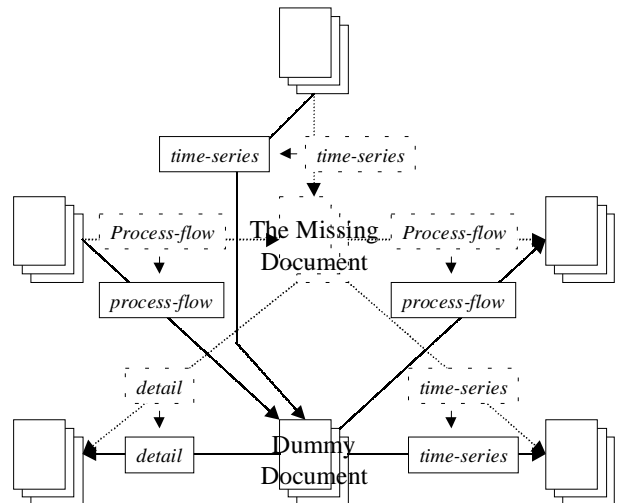 time-series
time-series
Process-flow
The Missing
Document
Process-flow
process-flow
process-flow
detail
time-series
detail
Dummy
Document
time-series